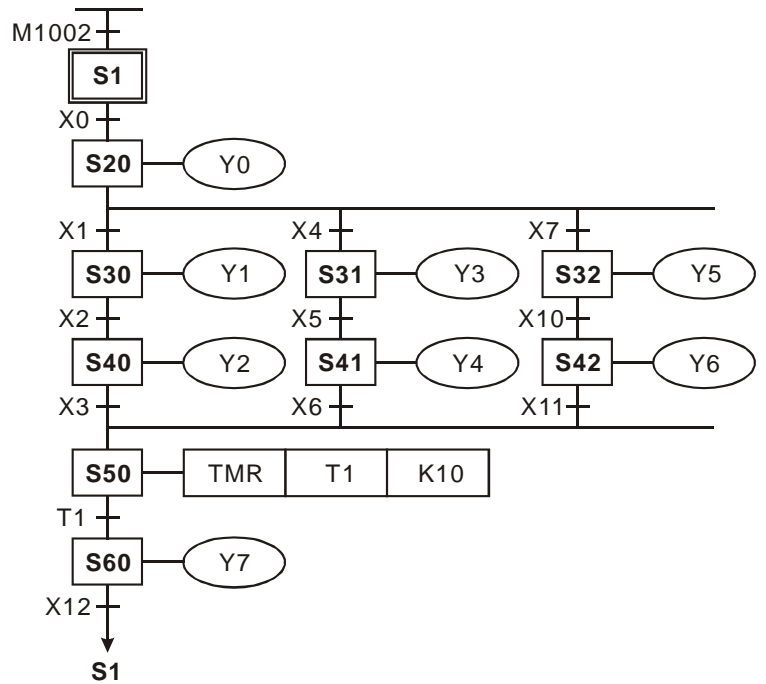 M1002
S1
X0
S20 Y0
X1 X4 X7
S30 Y1 S31 Y3 S32 Y5
X2 X5 X10
S40 Y2 S41 Y4 S42 Y6
X3 X6 X11
S50 TMR T1 K10
T1
S60 Y7
X12
S1